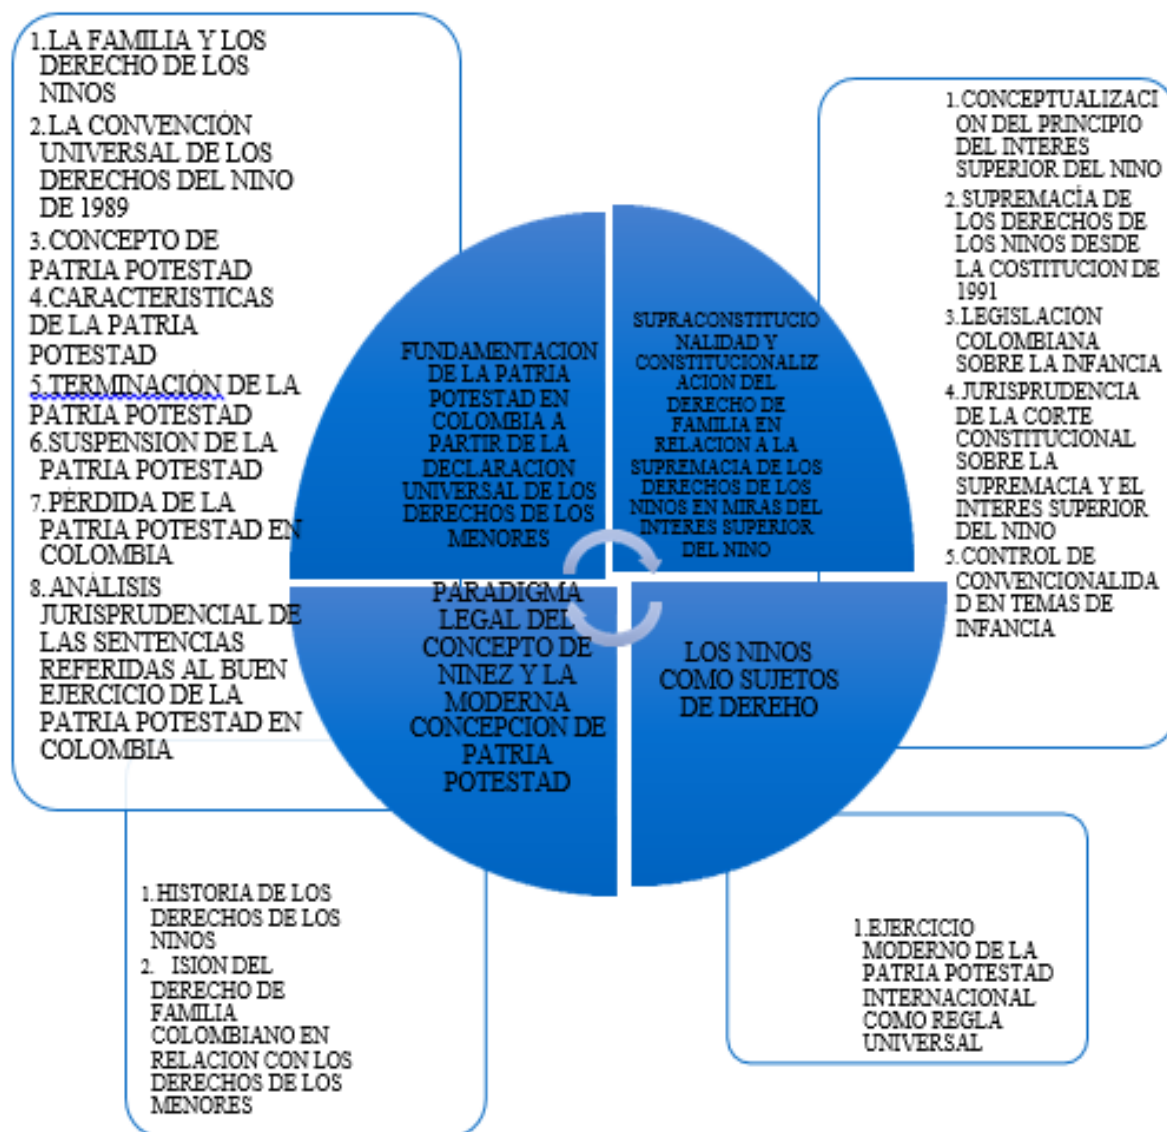 1.LA FAMILIA Y LOS
DERECHO DE LOS
NINOS
2.LA CONVENCIÓN
UNIVERSAL DE LOS
DERECHOS DEL NINO
DE 1989
3.CONCEPTO DE
PATRIA POTESTAD
4.CARACTERISTICAS
DE LA PATRIA
POTESTAD
5.TERMINACIÓN DE LA
PATRIA POTESTAD
6.SUSPENSION DE LA
PATRIA POTESTAD
7.PÉRDIDA DE LA
PATRIA POTESTAD EN
COLOMBIA
8.ANÁLISIS
JURISPRUDENCIAL DE
LAS SENTENCIAS
REFERIDAS AL BUEN
EJERCICIO DE LA
PATRIA POTESTAD EN
COLOMBIA
FUNDAMENTACION
DE LA PATRIA
POTESTAD EN
COLOMBIA A
PARTIR DE LA
DECLARACION
UNIVERSAL DE LOS
DERECHOS DE LOS
MENORES
SUPRACONSTITUCIO
NALIDAD Y
CONSTITUCIONALIZ
ACION DEL
DERECHO DE
FAMILIA EN
RELACION A LA
SUPREMACIA DE LOS
DERECHOS DE LOS
NINOS EN MIRAS DEL
INTERES SUPERIOR
DEL NINO
1.CONCEPTUALIZACI
ON DEL PRINCIPIO
DEL INTERES
SUPERIOR DEL NINO
2.SUPREMACÍA DE
LOS DERECHOS DE
LOS NINOS DESDE
LA COSTITUCION DE
1991
3.LEGISLACIÓN
COLOMBIANA
SOBRE LA INFANCIA
4.JURISPRUDENCIA
DE LA CORTE
CONSTITUCIONAL
SOBRE LA
SUPREMACIA Y EL
INTERES SUPERIOR
DEL NINO
5.CONTROL DE
CONVENCIONALIDA
D EN TEMAS DE
INFANCIA
PARADIGMA
LEGAL DEL
CONCEPTO DE
NINEZ Y LA
MODERNA
CONCEPCION DE
PATRIA
POTESTAD
LOS NINOS
COMO SUJETOS
DE DEREHO
1.HISTORIA DE LOS
DERECHOS DE LOS
NINOS
2. ISIÓN DEL
DERECHO DE
FAMILIA
COLOMBIANO EN
RELACION CON LOS
DERECHOS DE LOS
MENORES
1.EJERCICIO
MODERNO DE LA
PATRIA POTESTAD
INTERNACIONAL
COMO REGLA
UNIVERSAL